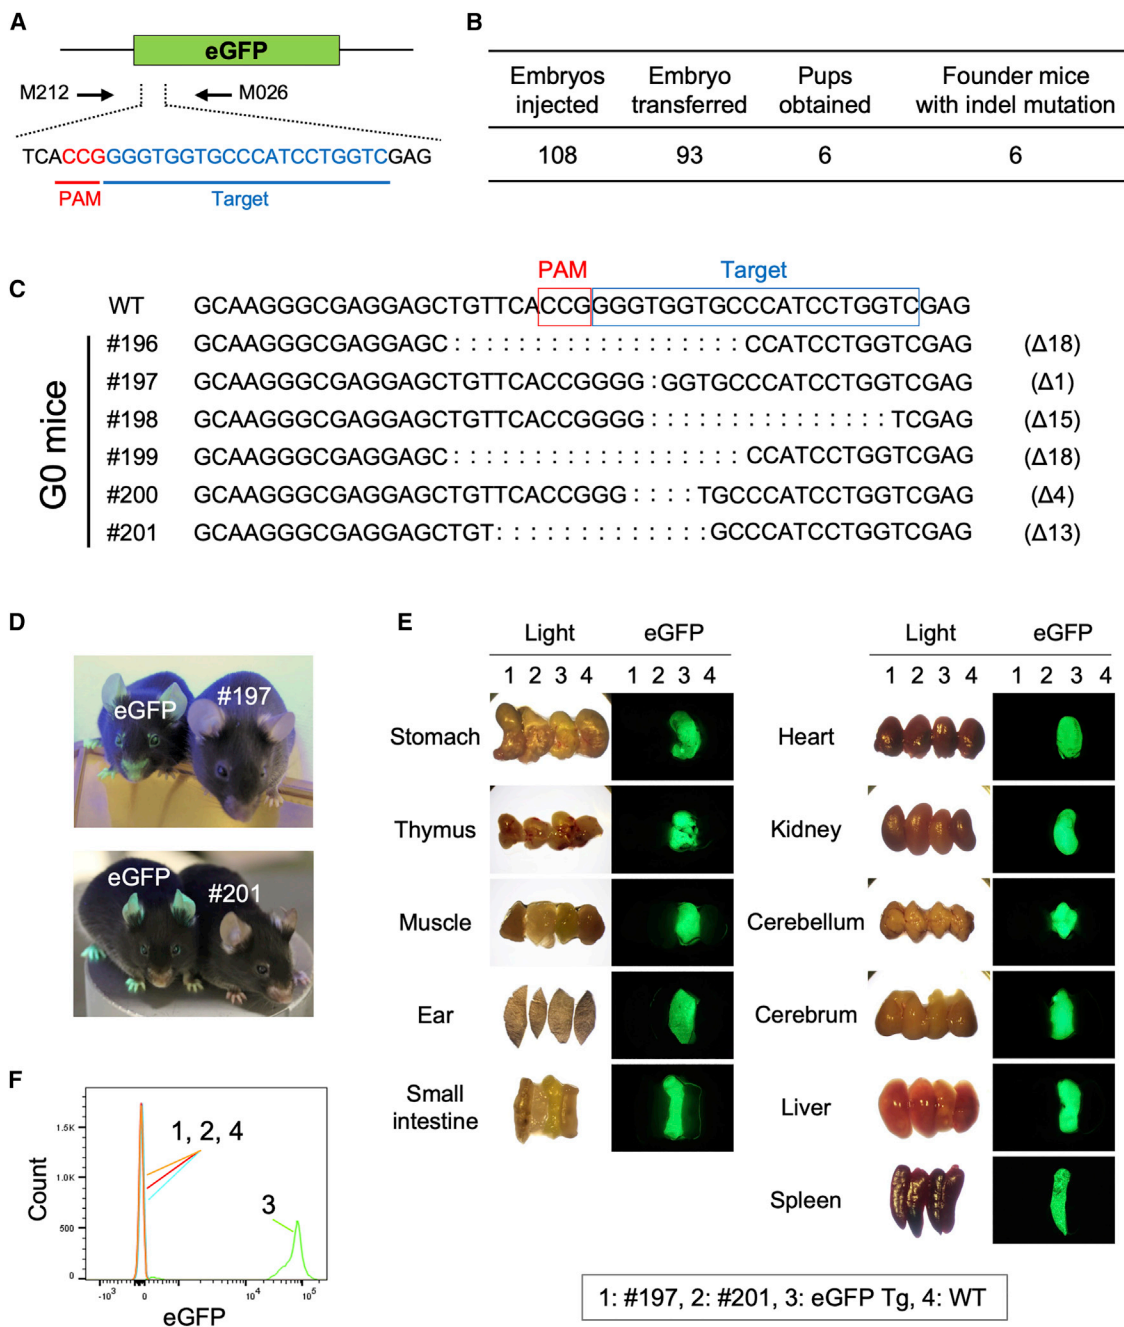 A
eGFP
M212
M026
TCACCGGGGTGGTGCCCATCCTGGTCGAG
PAM
Target
B
Embryos injected
Embryo transferred
Pups obtained
Founder mice with indel mutation
108
93
6
6
C
PAM
Target
WT GCAAGGGCGAGGAGCTGTTCACCGGGGTGGTGCCCATCCTGGTCGAG
G0 mice
#196 GCAAGGGCGAGGAGC::::::::::::::::::CCATCCTGGTCGAG (Δ18)
#197 GCAAGGGCGAGGAGCTGTTCACCGGGG:GGTGCCCATCCTGGTCGAG (Δ1)
#198 GCAAGGGCGAGGAGCTGTTCACCGGGG:::::::::::::::TCGAG (Δ15)
#199 GCAAGGGCGAGGAGC::::::::::::::::::CCATCCTGGTCGAG (Δ18)
#200 GCAAGGGCGAGGAGCTGTTCACCGGG::::TGCCCATCCTGGTCGAG (Δ4)
#201 GCAAGGGCGAGGAGCTGT:::::::::::::GCCCATCCTGGTCGAG (Δ13)
D
eGFP
#197
eGFP
#201
E
Light
eGFP
1 2 3 4
1 2 3 4
Stomach
Thymus
Muscle
Ear
Small
intestine
Light
eGFP
1 2 3 4
1 2 3 4
Heart
Kidney
Cerebellum
Cerebrum
Liver
Spleen
F
Count
1.5K
1.0K
500
0
1, 2, 4
3
-10³
0
10⁴
10⁵
eGFP
1: #197, 2: #201, 3: eGFP Tg, 4: WT